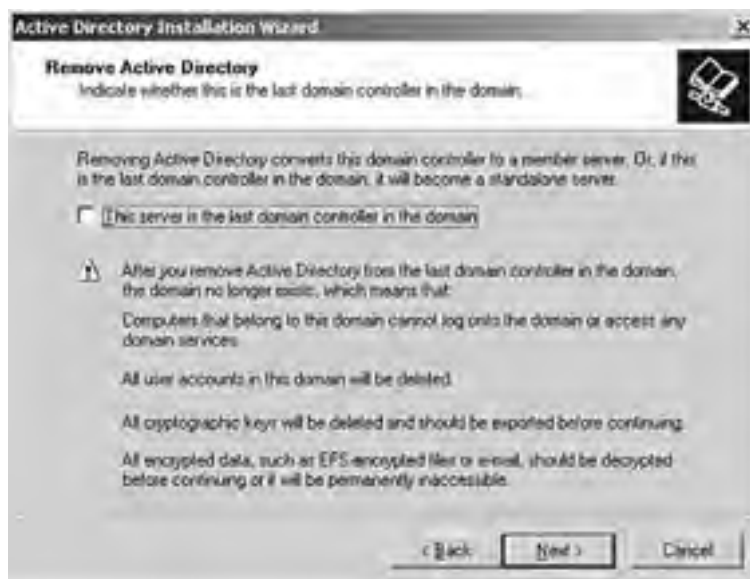 Active Directory Installation Wizard
Remove Active Directory
Indicate whether this is the last domain controller in the domain.
Removing Active Directory converts this domain controller to a member server. Or, if this
is the last domain controller in the domain, it will become a standalone server.
This server is the last domain controller in the domain
After you remove Active Directory from the last domain controller in the domain,
the domain no longer exists, which means that:
Computers that belong to this domain cannot log onto the domain or access any
domain services.
All user accounts in this domain will be deleted.
All cryptographic keys will be deleted and should be exported before continuing.
All encrypted data, such as EFS-encrypted files or e-mail, should be decrypted
before continuing or it will be permanently inaccessible.
< Back Next > Cancel